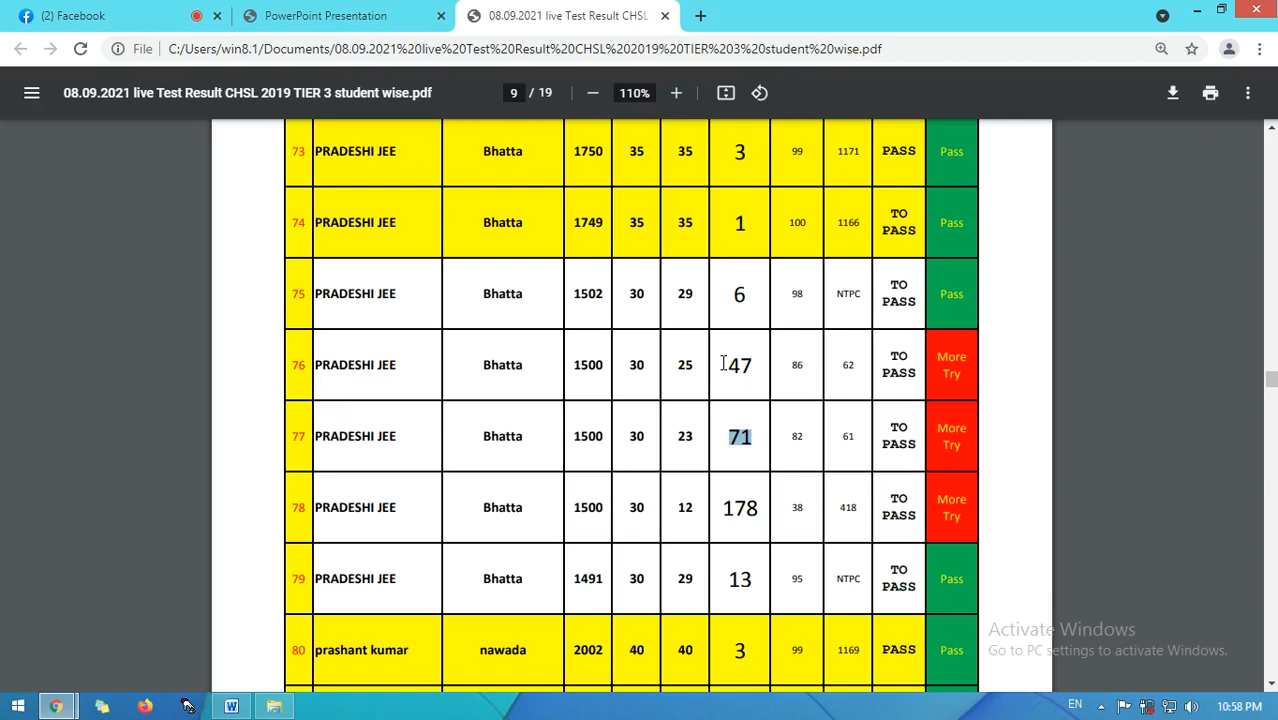 (2) Facebook
PowerPoint Presentation
08.09.2021 live Test Result CHSL
File
C:/Users/win8.1/Documents/08.09.2021%20live%20Test%20Result%20CHSL%202019%20TIER%203%20student%20wise.pdf
08.09.2021 live Test Result CHSL 2019 TIER 3 student wise.pdf
9 / 19
110%
73 PRADESHI JEE Bhatta 1750 35 35 3 99 1171 PASS Pass
74 PRADESHI JEE Bhatta 1749 35 35 1 100 1166 TO PASS Pass
75 PRADESHI JEE Bhatta 1502 30 29 6 98 NTPC TO PASS Pass
76 PRADESHI JEE Bhatta 1500 30 25 47 86 62 TO PASS More Try
77 PRADESHI JEE Bhatta 1500 30 23 71 82 61 TO PASS More Try
78 PRADESHI JEE Bhatta 1500 30 12 178 38 418 TO PASS More Try
79 PRADESHI JEE Bhatta 1491 30 29 13 95 NTPC TO PASS Pass
80 prashant kumar nawada 2002 40 40 3 99 1169 PASS Pass
Activate Windows
Go to PC settings to activate Windows.
EN
10:58 PM